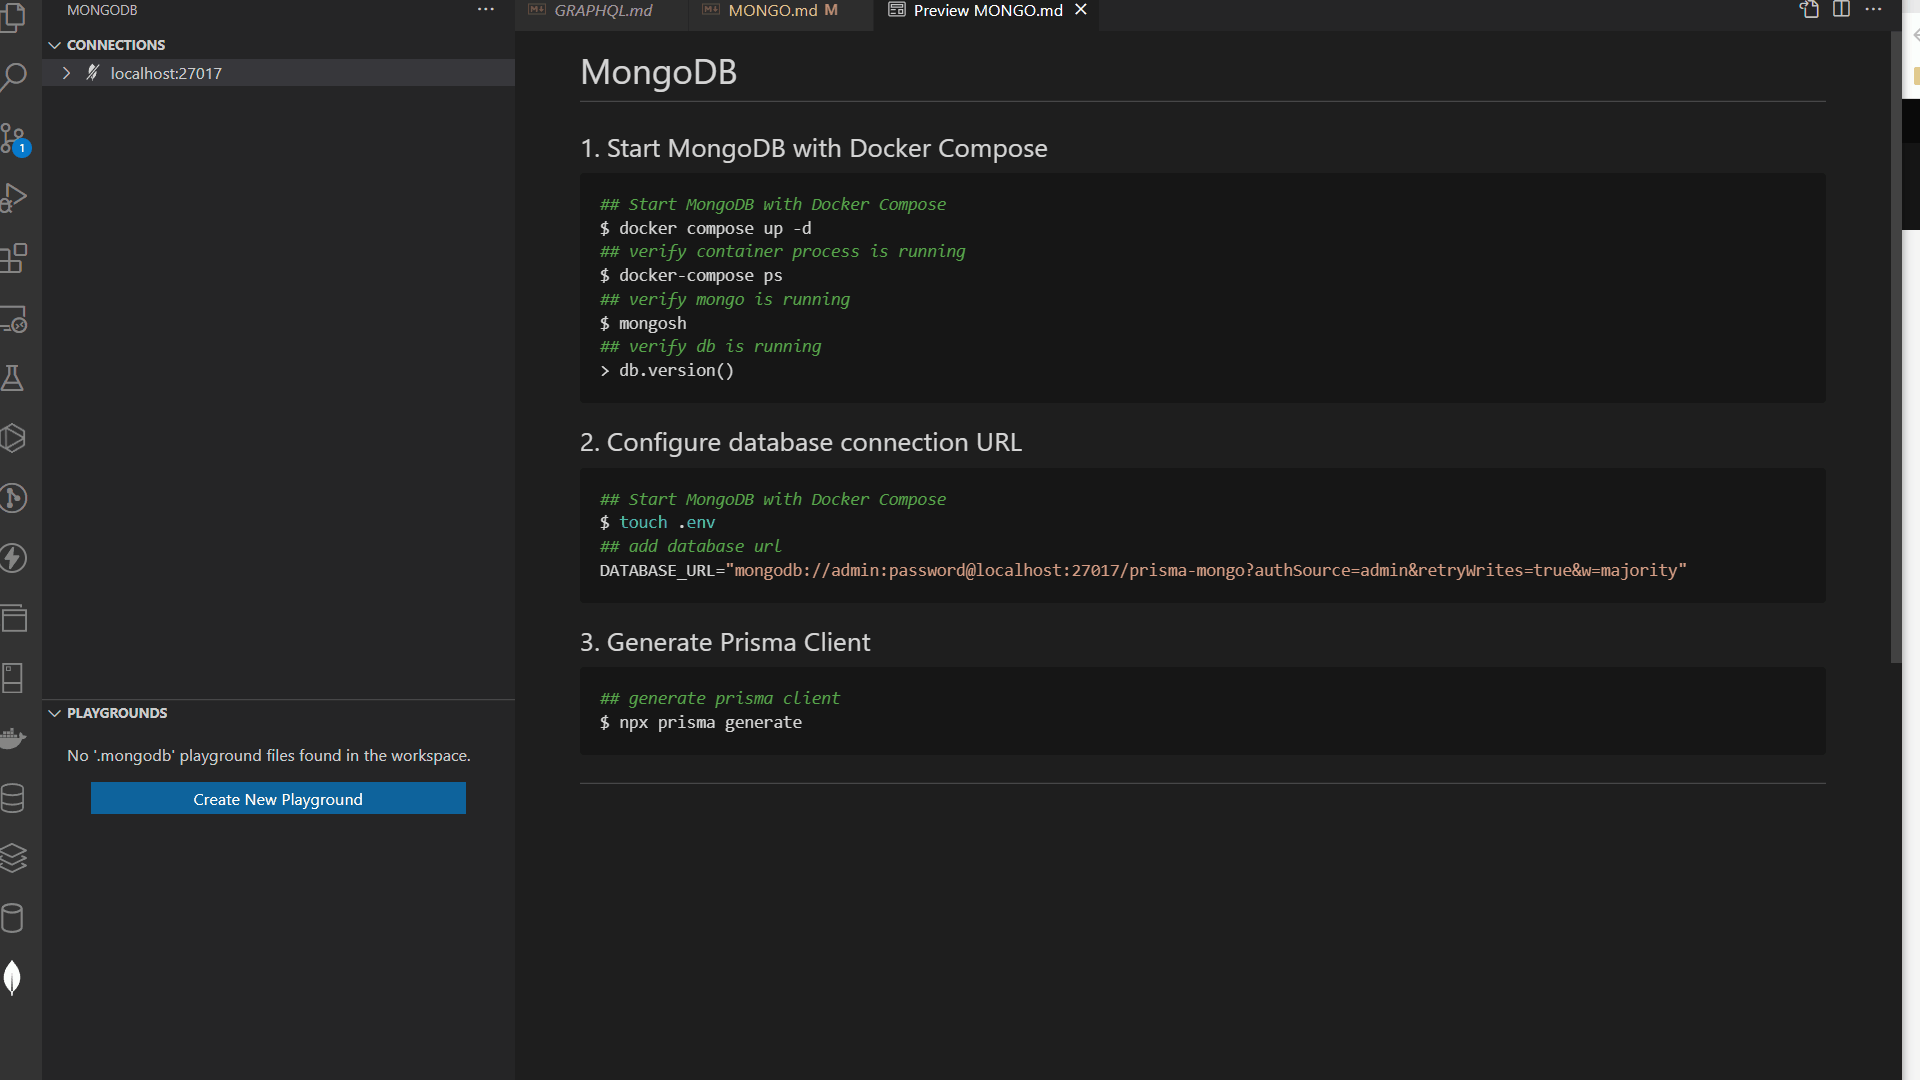 MONGODB
GRAPHQL.md
MONGO.md M
Preview MONGO.md
CONNECTIONS
localhost:27017
1
PLAYGROUNDS
No '.mongodb' playground files found in the workspace.
Create New Playground
MongoDB
1. Start MongoDB with Docker Compose
## Start MongoDB with Docker Compose
$ docker compose up -d
## verify container process is running
$ docker-compose ps
## verify mongo is running
$ mongosh
## verify db is running
> db.version()
2. Configure database connection URL
## Start MongoDB with Docker Compose
$ touch .env
## add database url
DATABASE_URL="mongodb://admin:password@localhost:27017/prisma-mongo?authSource=admin&retryWrites=true&w=majority"
3. Generate Prisma Client
## generate prisma client
$ npx prisma generate